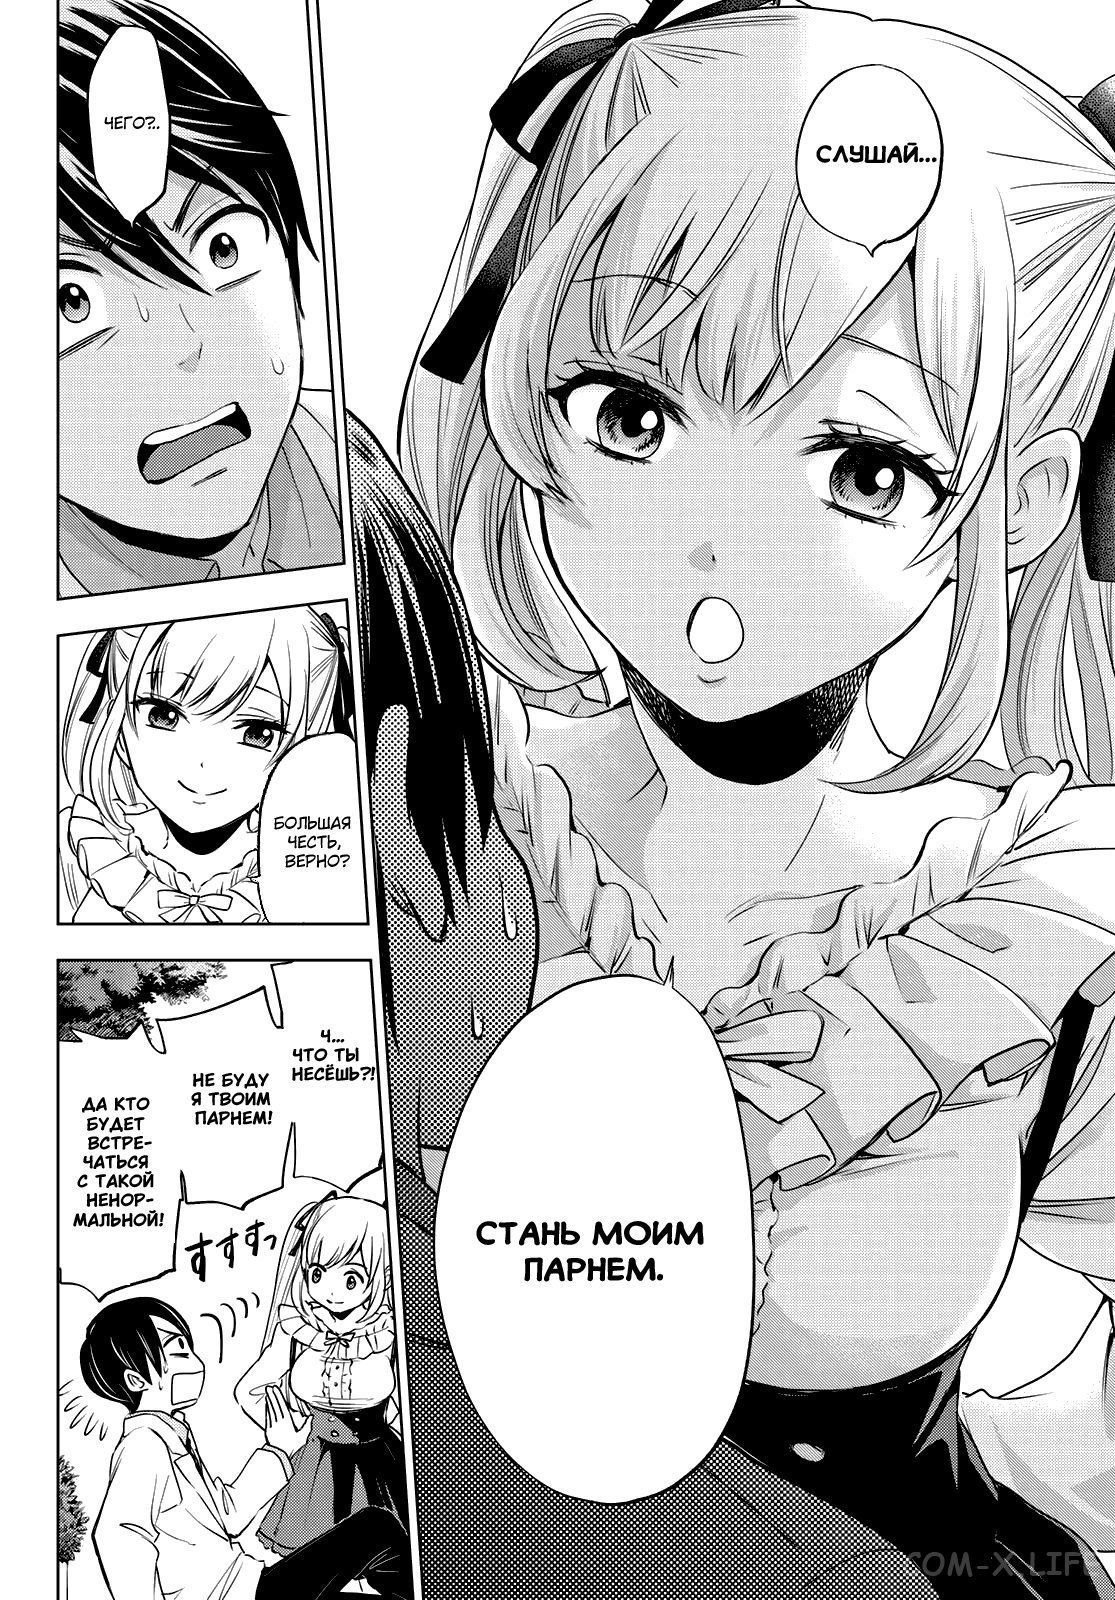 СЛУШАЙ...
СТАНЬ МОИМ
ПАРНЕМ.
ЧЕГО?..
БОЛЬШАЯ
ЧЕСТЬ,
ВЕРНО?
Ч...
ЧТО ТЫ
НЕСЁШЬ?!
НЕ БУДУ
Я ТВОИМ
ПАРНЕМ!
ДА КТО
БУДЕТ
ВСТРЕ-
ЧАТЬСЯ
С ТАКОЙ
НЕНОР-
МАЛЬНОЙ!
すすすっ
COM-X.LIFE